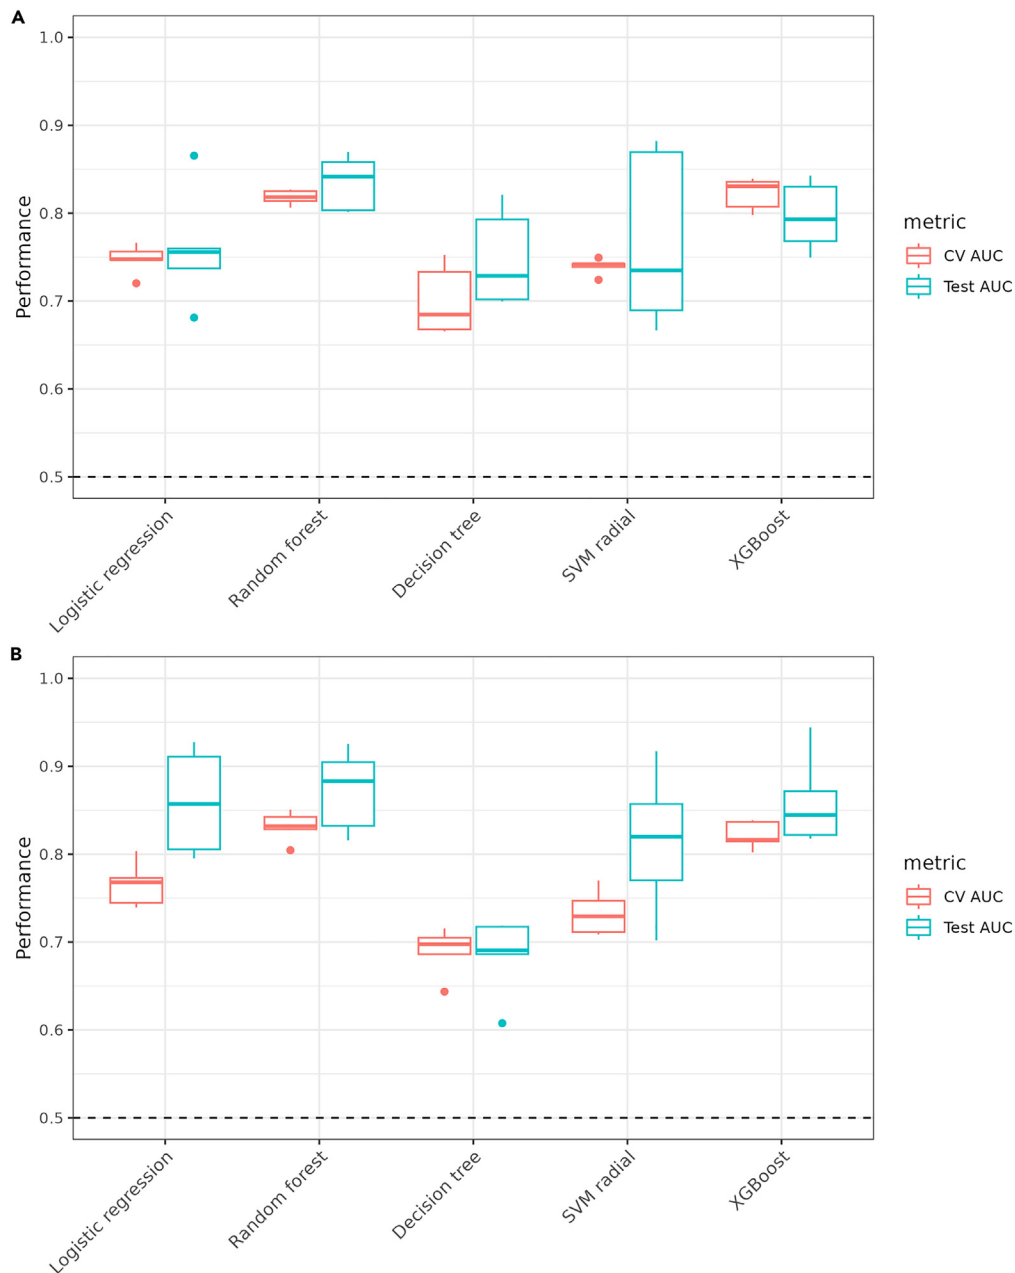 A
1.0
0.9
0.8
0.7
0.6
0.5
Performance
Logistic regression
Random forest
Decision tree
SVM radial
XGBoost
metric
CV AUC
Test AUC
B
1.0
0.9
0.8
0.7
0.6
0.5
Performance
Logistic regression
Random forest
Decision tree
SVM radial
XGBoost
metric
CV AUC
Test AUC